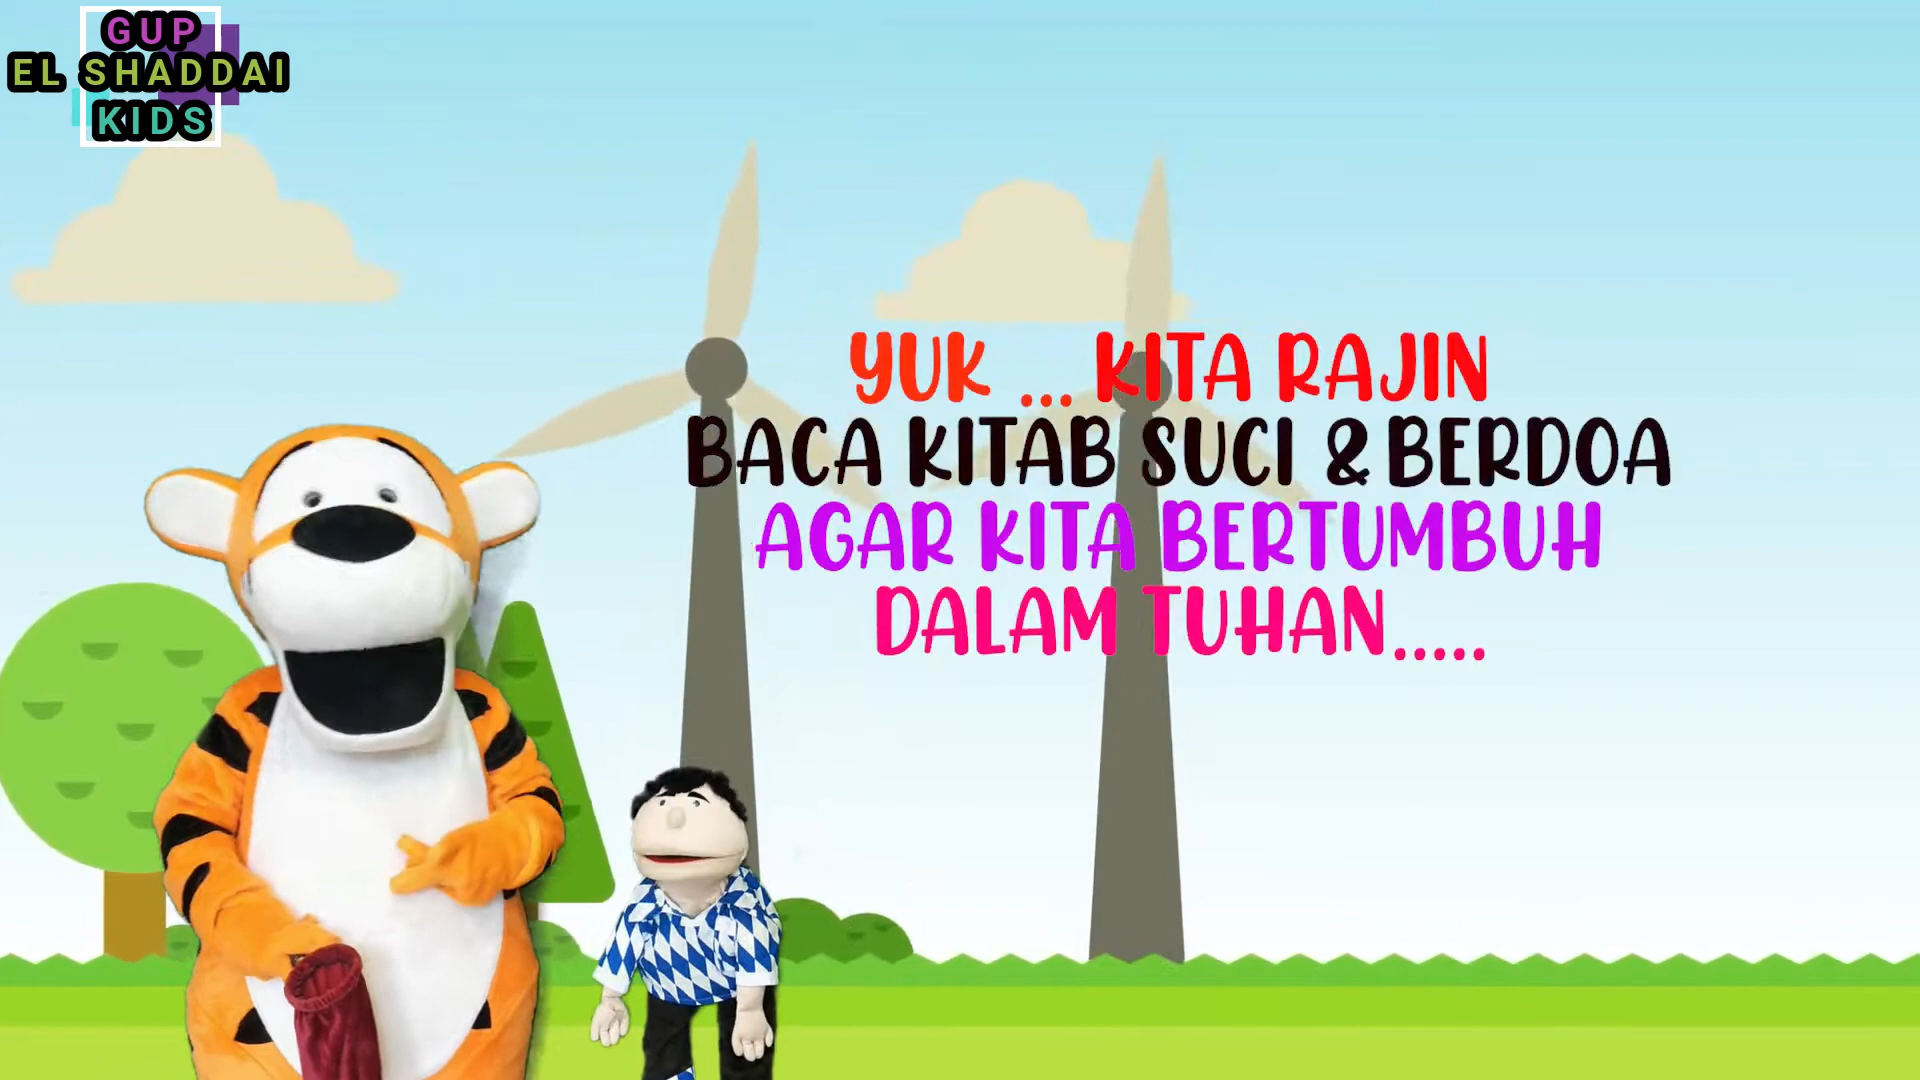 GUP
EL SHADDAI
KIDS
YUK ... KITA RAJIN
BACA KITAB SUCI & BERDOA
AGAR KITA BERTUMBUH
DALAM TUHAN.....